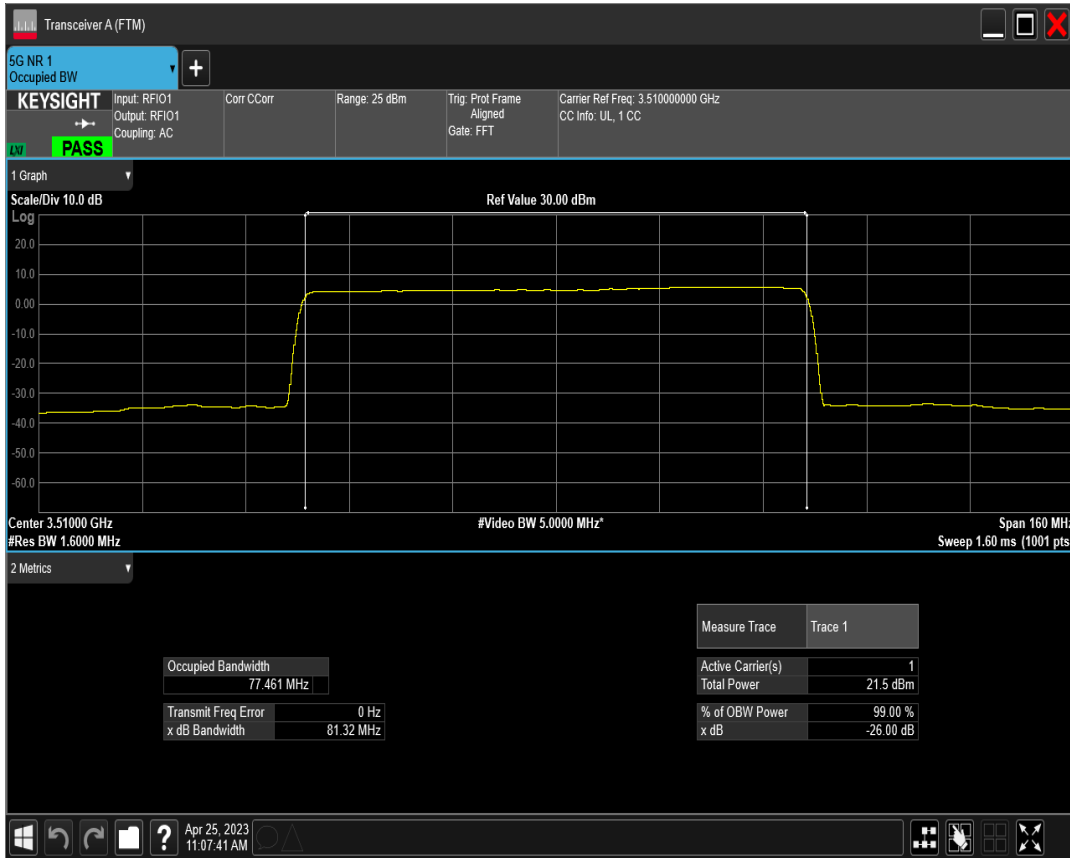 Transceiver A (FTM)
5G NR 1
Occupied BW
+
KEYSIGHT
LXI
PASS
Input: RFIO1
Output: RFIO1
Coupling: AC
Corr CCorr
Range: 25 dBm
Trig: Prot Frame
Aligned
Gate: FFT
Carrier Ref Freq: 3.510000000 GHz
CC Info: UL, 1 CC
1 Graph
Scale/Div 10.0 dB
Ref Value 30.00 dBm
Log
20.0
10.0
0.00
-10.0
-20.0
-30.0
-40.0
-50.0
-60.0
Center 3.51000 GHz
#Video BW 5.0000 MHz*
Span 160 MHz
#Res BW 1.6000 MHz
Sweep 1.60 ms (1001 pts
2 Metrics
Measure Trace Trace 1
Occupied Bandwidth
77.461 MHz
Active Carrier(s) 1
Total Power 21.5 dBm
Transmit Freq Error 0 Hz
x dB Bandwidth 81.32 MHz
% of OBW Power 99.00 %
x dB -26.00 dB
?
Apr 25, 2023
11:07:41 AM